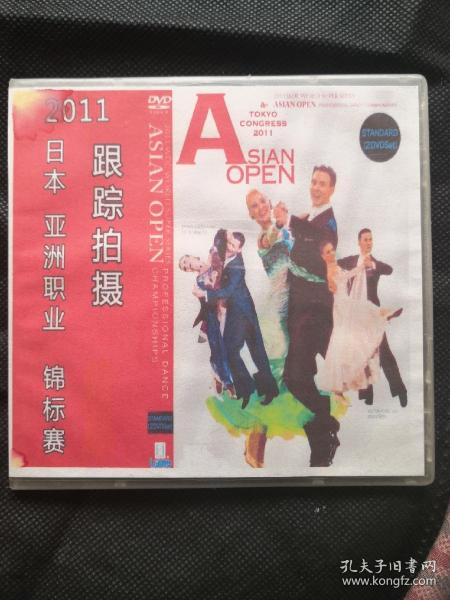 2011
日本 亚洲职业 锦标赛
跟踪拍摄
DVD
ASIAN OPEN
PROFESSIONAL DANCE
CHAMPIONSHIPS
STANDARD
(2DVDSet)
ASIAN OPEN
&
TOKYO
CONGRESS
2011
ASIAN
OPEN
STANDARD
(2DVDSet)
孔夫子旧书网
www.kongfz.com